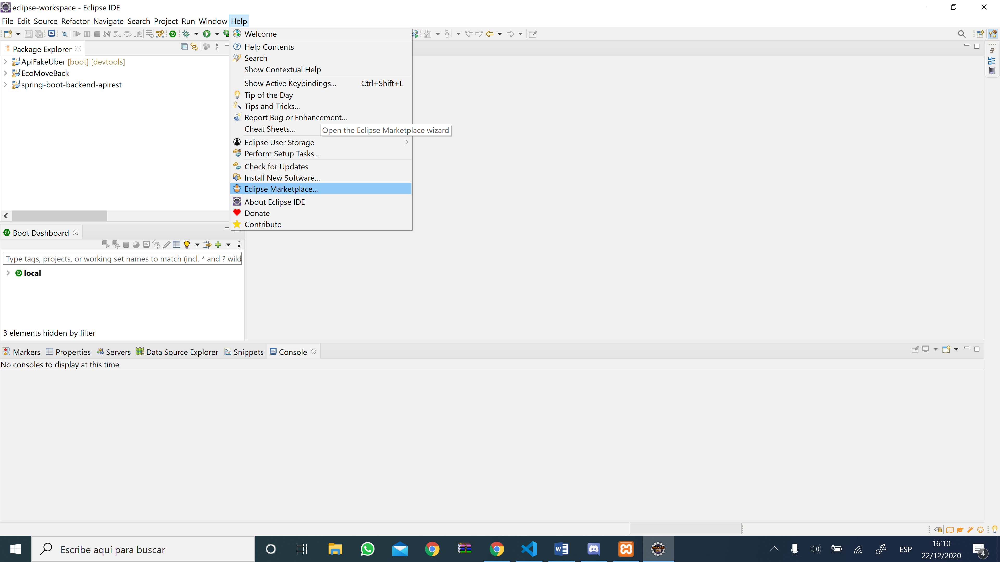 eclipse-workspace - Eclipse IDE
File Edit Source Refactor Navigate Search Project Run Window Help
Package Explorer
ApiFakeUber [boot] [devtools]
EcoMoveBack
spring-boot-backend-apirest
Welcome
Help Contents
Search
Show Contextual Help
Show Active Keybindings... Ctrl+Shift+L
Tip of the Day
Tips and Tricks...
Report Bug or Enhancement...
Cheat Sheets...
Open the Eclipse Marketplace wizard
Eclipse User Storage
Perform Setup Tasks...
Check for Updates
Install New Software...
Eclipse Marketplace...
About Eclipse IDE
Donate
Contribute
Boot Dashboard
Type tags, projects, or working set names to match (incl. * and ? wild
local
3 elements hidden by filter
Markers Properties Servers Data Source Explorer Snippets Console
No consoles to display at this time.
Escribe aquí para buscar
Java EE
IDE
ESP
16:10
22/12/2020
4